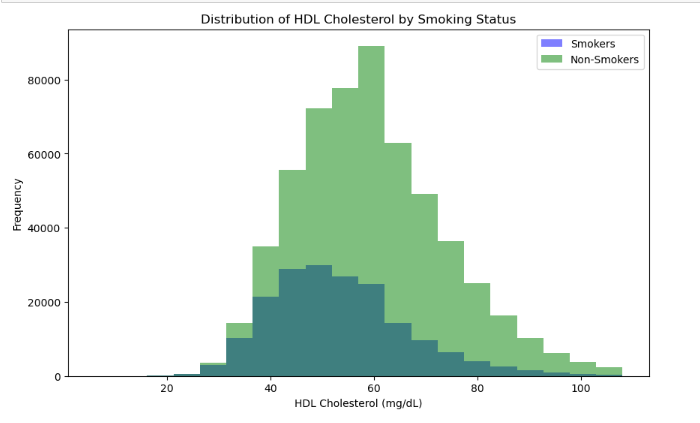 Distribution of HDL Cholesterol by Smoking Status
Smokers
Non-Smokers
80000
60000
40000
20000
0
Frequency
20 40 60 80 100
HDL Cholesterol (mg/dL)